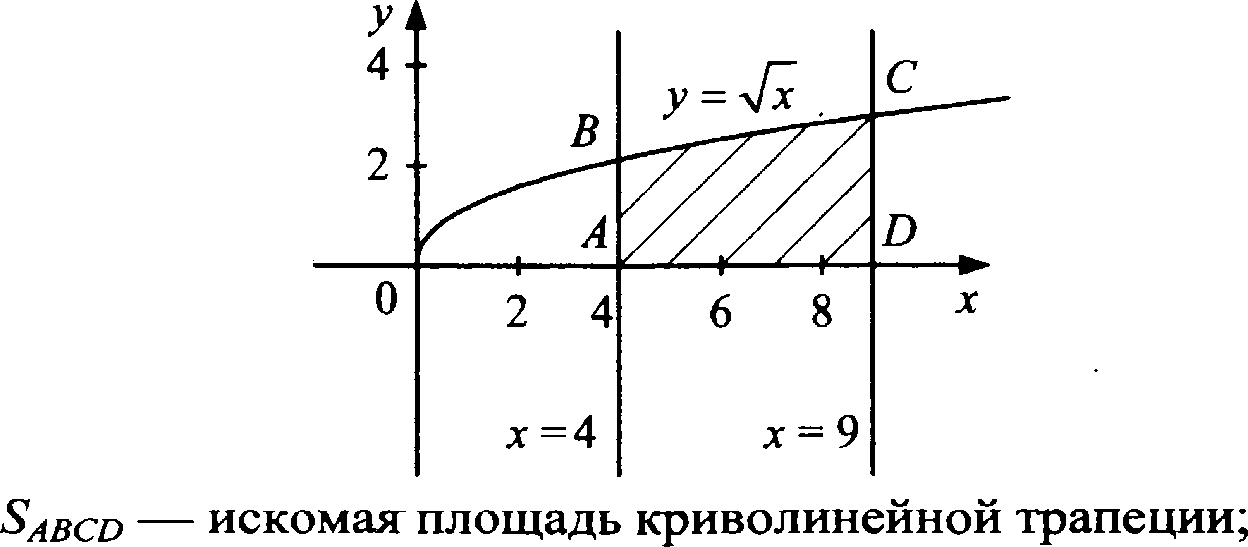 y
4
y = √x
C
B
2
A
D
0
2
4
6
8
x
x = 4
x = 9
S_ABCD — искомая площадь криволинейной трапеции;